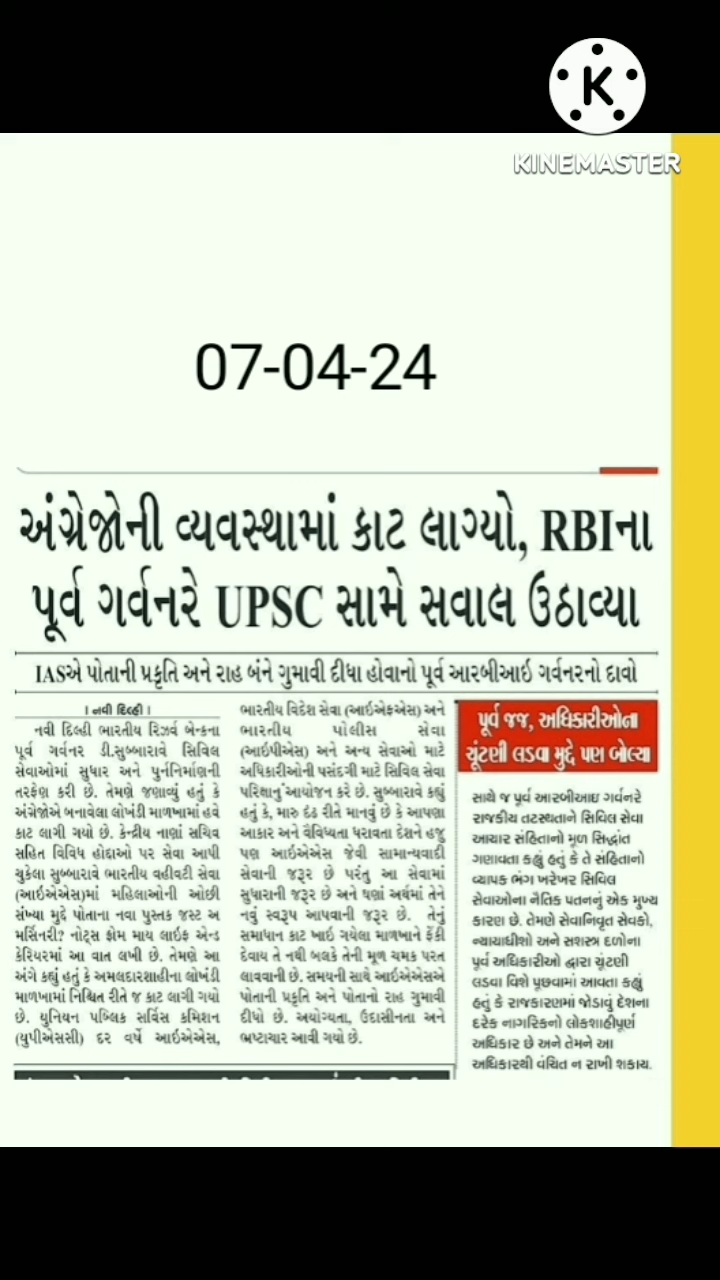 K
KINEMASTER
07-04-24
અંગ્રેજોની વ્યવસ્થામાં કાટ લાગ્યો, RBIના
પૂર્વ ગર્વનરે UPSC સામે સવાલ ઉઠાવ્યા
IASએ પોતાની પ્રકૃતિ અને રાહ બંને ગુમાવી દીધા હોવાનો પૂર્વ આરબીઆઇ ગર્વનરનો દાવો
। નવી દિલ્હી ।
નવી દિલ્હી ભારતીય રિઝર્વ બેન્કના
પૂર્વ ગર્વનર ડી.સુબ્બારાવે સિવિલ
સેવાઓમાં સુધાર અને પુર્નનિર્માણની
તરફેણ કરી છે. તેમણે જણાવ્યું હતું કે
અંગ્રેજોએ બનાવેલા લોખંડી માળખામાં હવે
કાટ લાગી ગયો છે. કેન્દ્રીય નાણાં સચિવ
સહિત વિવિધ હોદ્દાઓ પર સેવા આપી
ચુકેલા સુબ્બારાવે ભારતીય વહીવટી સેવા
(આઇએએસ)માં મહિલાઓની ઓછી
સંખ્યા મુદ્દે પોતાના નવા પુસ્તક જસ્ટ અ
મર્સિનરી? નોટ્સ ફ્રોમ માય લાઇફ એન્ડ
કેરિયરમાં આ વાત લખી છે. તેમણે આ
અંગે કહ્યું હતું કે અમલદારશાહીના લોખંડી
માળખામાં નિશ્ચિત રીતે જ કાટ લાગી ગયો
છે. યુનિયન પબ્લિક સર્વિસ કમિશન
(યુપીએસસી) દર વર્ષે આઇએએસ,
ભારતીય વિદેશ સેવા (આઇએફએસ) અને
ભારતીય પોલીસ સેવા
(આઇપીએસ) અને અન્ય સેવાઓ માટે
અધિકારીઓની પસંદગી માટે સિવિલ સેવા
પરિક્ષાનું આયોજન કરે છે. સુબ્બારાવે કહ્યું
હતું કે, મારુ દૃઢ રીતે માનવું છે કે આપણા
આકાર અને વૈવિધ્યતા ધરાવતા દેશને હજુ
પણ આઇએએસ જેવી સામાન્યવાદી
સેવાની જરૂર છે પરંતુ આ સેવામાં
સુધારાની જરૂર છે અને ઘણાં અર્થમાં તેને
નવું સ્વરૂપ આપવાની જરૂર છે. તેનું
સમાધાન કાટ ખાઇ ગયેલા માળખાને ફેંકી
દેવાય તે નથી બલકે તેની મૂળ ચમક પરત
લાવવાની છે. સમયની સાથે આઇએએસએ
પોતાની પ્રકૃતિ અને પોતાનો રાહ ગુમાવી
દીધો છે. અયોગ્યતા, ઉદાસીનતા અને
ભ્રષ્ટાચાર આવી ગયો છે.
પૂર્વ જજ, અધિકારીઓના
ચૂંટણી લડવા મુદ્દે પણ બોલ્યા
સાથે જ પૂર્વ આરબીઆઇ ગર્વનરે
રાજકીય તટસ્થતાને સિવિલ સેવા
આચાર સંહિતાનો મૂળ સિદ્ધાંત
ગણાવતા કહ્યું હતું કે તે સંહિતાનો
વ્યાપક ભંગ ખરેખર સિવિલ
સેવાઓના નૈતિક પતનનું એક મુખ્ય
કારણ છે. તેમણે સેવાનિવૃત સેવકો,
ન્યાયાધીશો અને સશસ્ત્ર દળોના
પૂર્વ અધિકારીઓ દ્વારા ચૂંટણી
લડવા વિશે પૂછવામાં આવતા કહ્યું
હતું કે રાજકારણમાં જોડાવું દેશના
દરેક નાગરિકનો લોકશાહીપૂર્ણ
અધિકાર છે અને તેમને આ
અધિકારથી વંચિત ન રાખી શકાય.